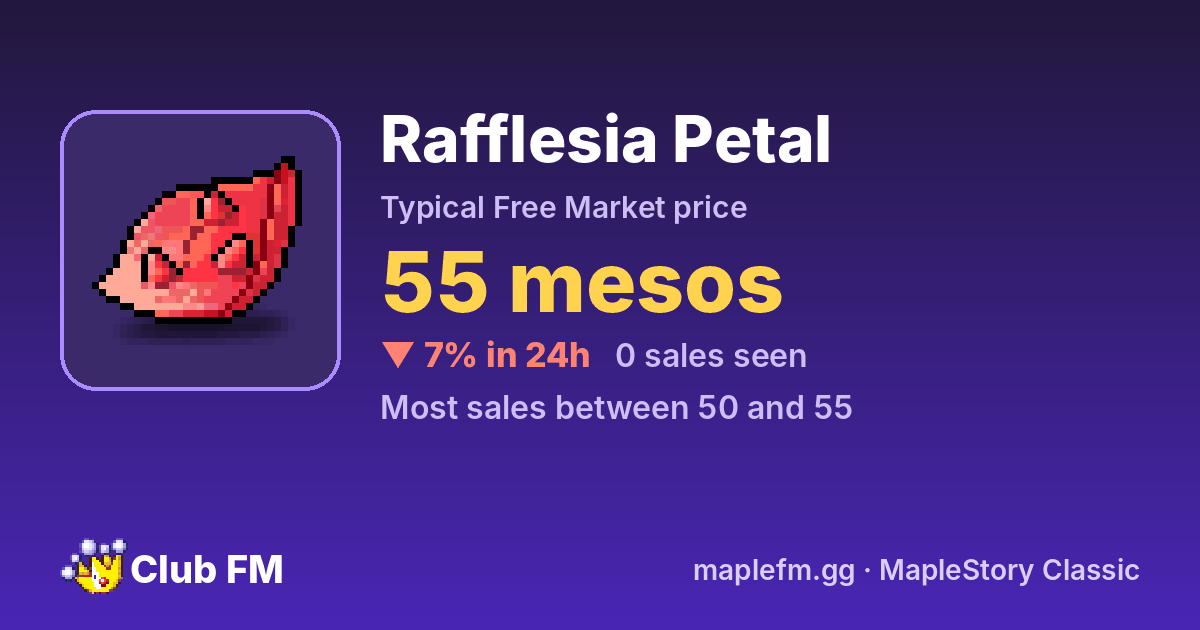 Rafflesia Petal
Typical Free Market price
55 mesos
▼ 7% in 24h 0 sales seen
Most sales between 50 and 55
Club FM
maplefm.gg · MapleStory Classic